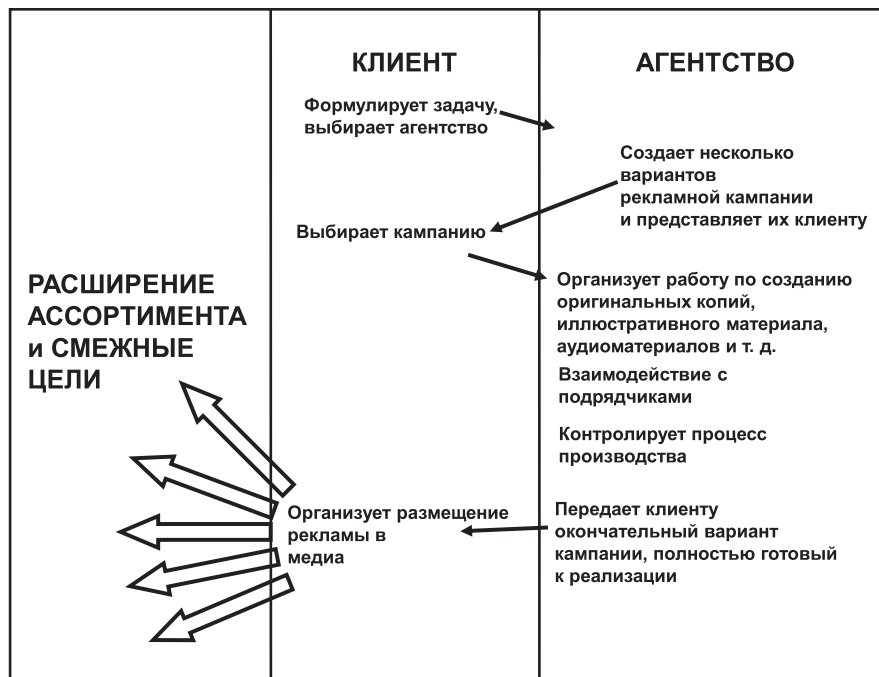 КЛИЕНТ
АГЕНТСТВО
Формулирует задачу,
выбирает агентство
Создает несколько
вариантов
рекламной кампании
и представляет их клиенту
Выбирает кампанию
РАСШИРЕНИЕ
АССОРТИМЕНТА
и СМЕЖНЫЕ
ЦЕЛИ
Организует работу по созданию
оригинальных копий,
иллюстративного материала,
аудиоматериалов и т. д.
Взаимодействие с
подрядчиками
Контролирует процесс
производства
Организует размещение
рекламы в
медиа
Передает клиенту
окончательный вариант
кампании, полностью готовый
к реализации